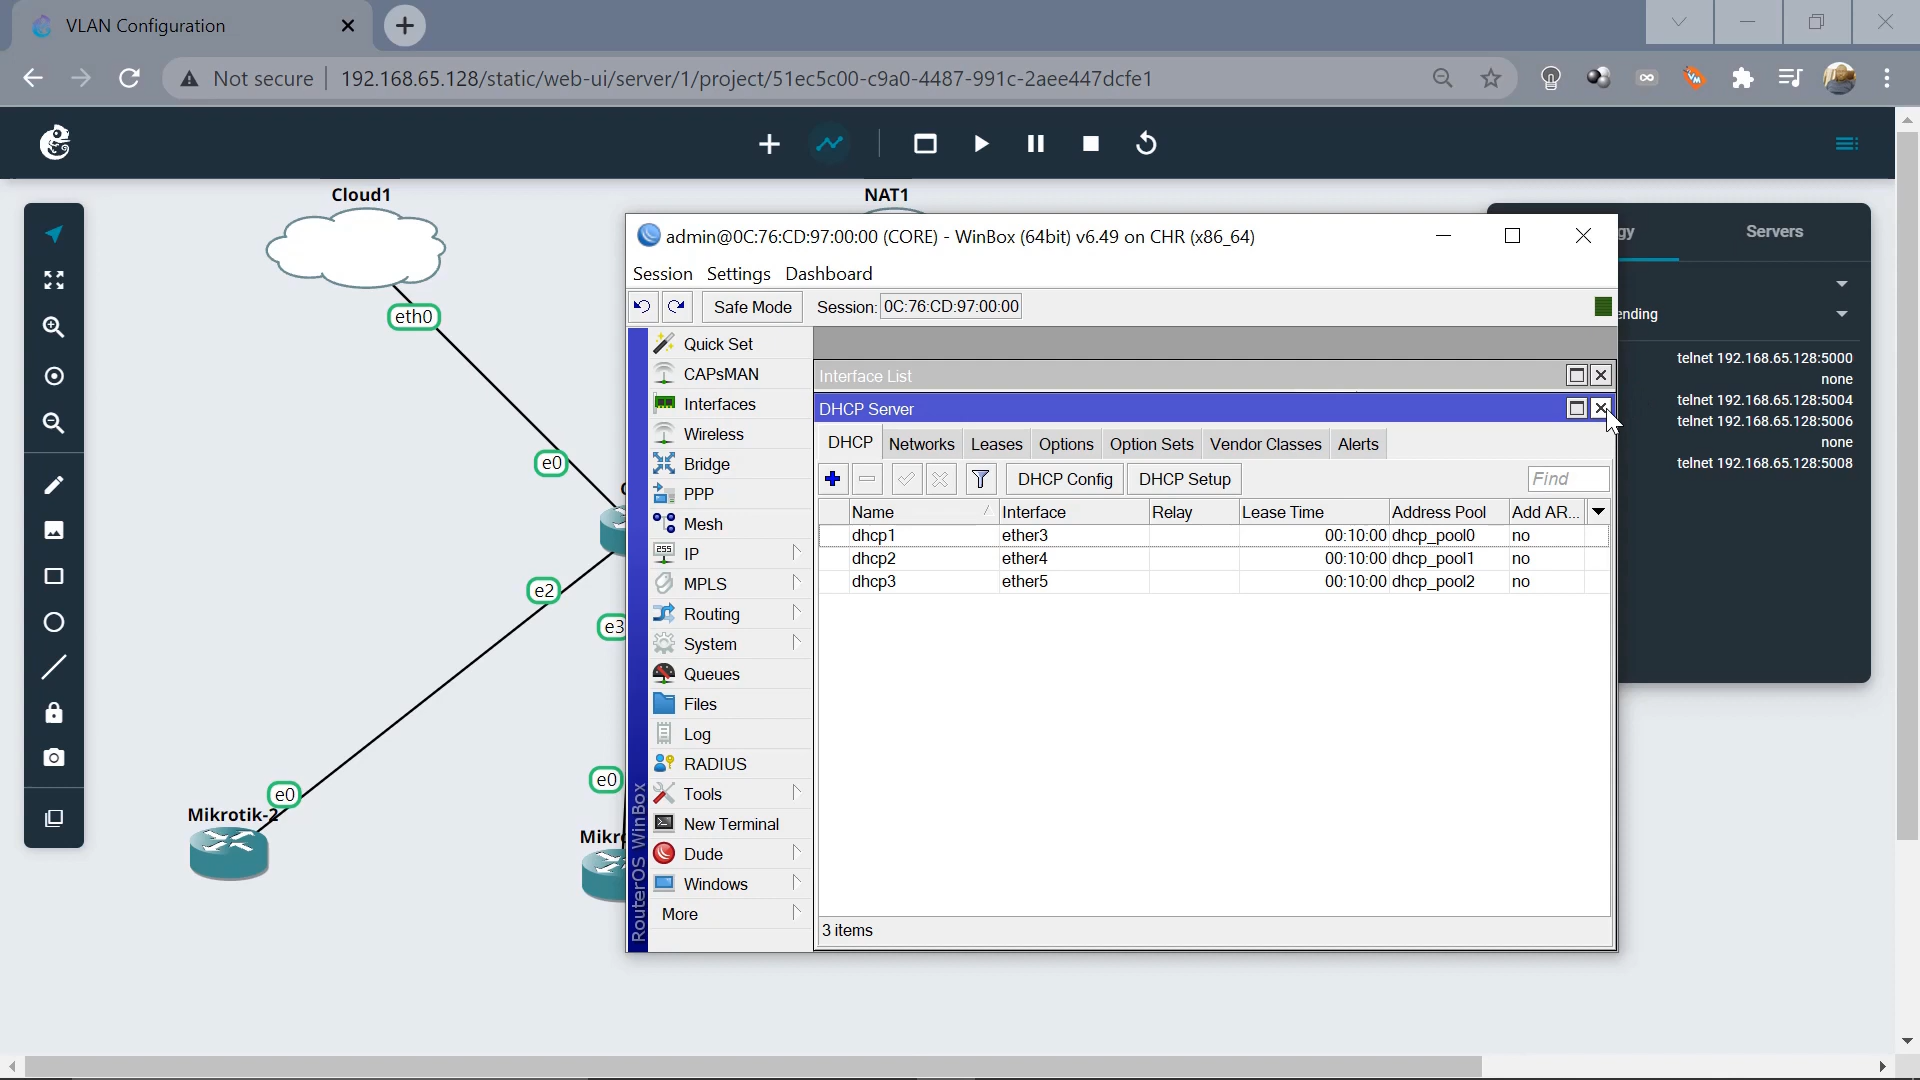 VLAN Configuration
Not secure
192.168.65.128/static/web-ui/server/1/project/51ec5c00-c9a0-4487-991c-2aee447dcfe1
Cloud1
NAT1
eth0
e0
e2
e3
e0
e0
Mikrotik-2
Mikr
admin@0C:76:CD:97:00:00 (CORE) - WinBox (64bit) v6.49 on CHR (x86_64)
Session Settings Dashboard
Safe Mode
Session: 0C:76:CD:97:00:00
RouterOS WinBox
Quick Set
CAPsMAN
Interfaces
Wireless
Bridge
PPP
Mesh
255
IP
MPLS
Routing
System
Queues
Files
Log
RADIUS
Tools
New Terminal
Dude
Windows
More
Interface List
DHCP Server
DHCP Networks Leases Options Option Sets Vendor Classes Alerts
DHCP Config DHCP Setup Find
Name Interface Relay Lease Time Address Pool Add AR...
dhcp1 ether3 00:10:00 dhcp_pool0 no
dhcp2 ether4 00:10:00 dhcp_pool1 no
dhcp3 ether5 00:10:00 dhcp_pool2 no
3 items
gy Servers
ending
telnet 192.168.65.128:5000
none
telnet 192.168.65.128:5004
telnet 192.168.65.128:5006
none
telnet 192.168.65.128:5008